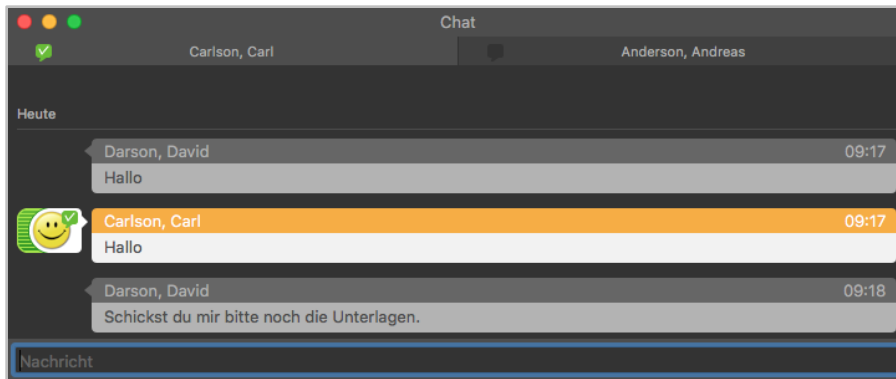 Chat
Carlson, Carl Anderson, Andreas
Heute
Darson, David 09:17
Hallo
Carlson, Carl 09:17
Hallo
Darson, David 09:18
Schickst du mir bitte noch die Unterlagen.
Nachricht